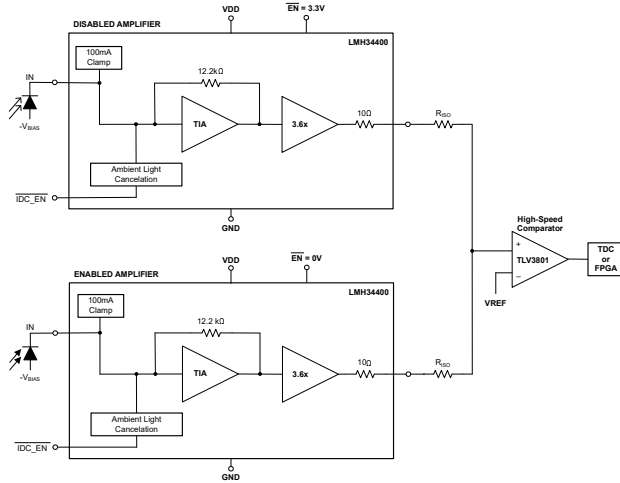 VDD
EN = 3.3V
DISABLED AMPLIFIER
LMH34400
100mA
Clamp
IN
12.2kΩ
-VBIAS
TIA
3.6x
10Ω
RISO
Ambient Light
Cancelation
IDC_EN
GND
High-Speed
Comparator
+
TLV3801
–
TDC
or
FPGA
VREF
VDD
EN = 0V
ENABLED AMPLIFIER
LMH34400
100mA
Clamp
IN
12.2 kΩ
-VBIAS
TIA
3.6x
10Ω
RISO
Ambient Light
Cancelation
IDC_EN
GND